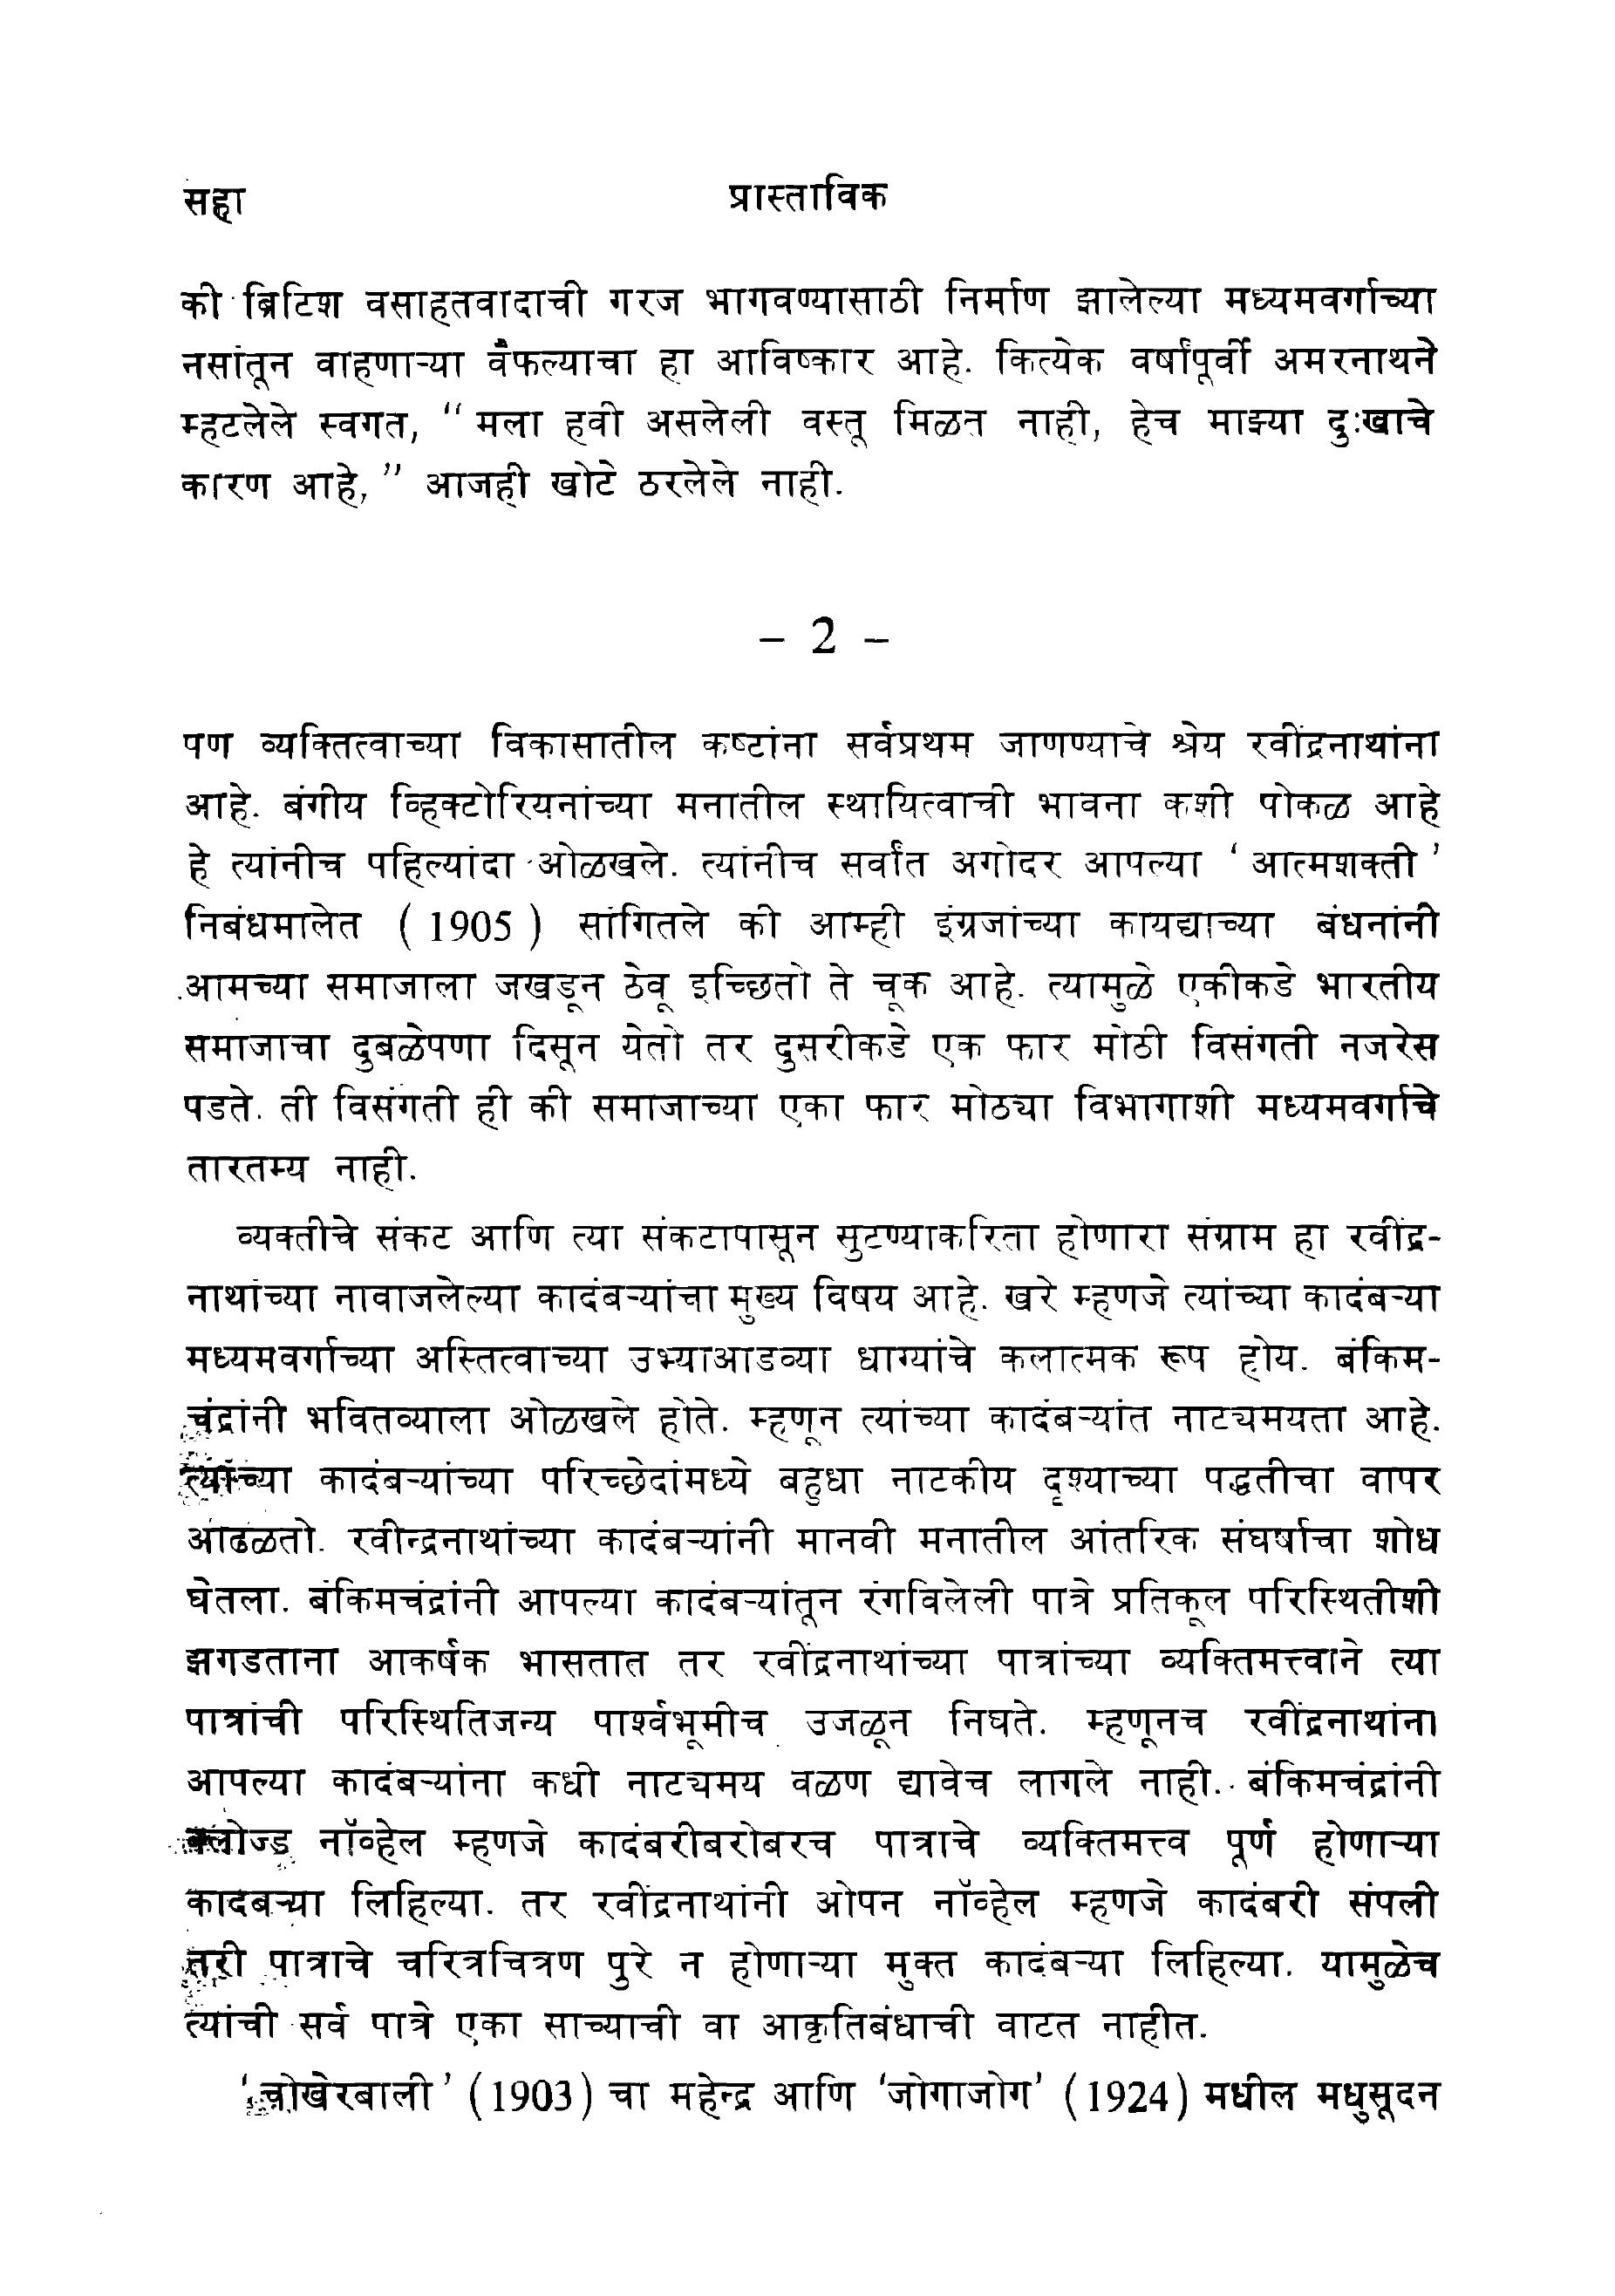 सहा प्रास्ताविक
की ब्रिटिश वसाहतवादाची गरज भागवण्यासाठी निर्माण झालेल्या मध्यमवर्गाच्या
नसांतून वाहणाऱ्या वैफल्याचा हा आविष्कार आहे. कित्येक वर्षांपूर्वी अमरनाथने
म्हटलेले स्वगत, “ मला हवी असलेली वस्तू मिळत नाही, हेच माझ्या दुःखाचे
कारण आहे, ” आजही खोटे ठरलेले नाही.
– 2 –
पण व्यक्तित्वाच्या विकासातील कष्टांना सर्वप्रथम जाणण्याचे श्रेय रवींद्रनाथांना
आहे. बंगीय व्हिक्टोरियनांच्या मनातील स्थायित्वाची भावना कशी पोकळ आहे
हे त्यांनीच पहिल्यांदा ओळखले. त्यांनीच सर्वांत अगोदर आपल्या ‘ आत्मशक्ती ’
निबंधमालेत ( 1905 ) सांगितले की आम्ही इंग्रजांच्या कायद्याच्या बंधनांनी
आमच्या समाजाला जखडून ठेवू इच्छितो ते चूक आहे. त्यामुळे एकीकडे भारतीय
समाजाचा दुबळेपणा दिसून येतो तर दुसरीकडे एक फार मोठी विसंगती नजरेस
पडते. ती विसंगती ही की समाजाच्या एका फार मोठ्या विभागाशी मध्यमवर्गाचे
तारतम्य नाही.
व्यक्तीचे संकट आणि त्या संकटापासून सुटण्याकरिता होणारा संग्राम हा रवींद्र-
नाथांच्या नावाजलेल्या कादंबऱ्यांचा मुख्य विषय आहे. खरे म्हणजे त्यांच्या कादंबऱ्या
मध्यमवर्गाच्या अस्तित्वाच्या उभ्याआडव्या धाग्यांचे कलात्मक रूप होय. बंकिम-
चंद्रांनी भवितव्याला ओळखले होते. म्हणून त्यांच्या कादंबऱ्यांत नाट्यमयता आहे.
त्यांच्या कादंबऱ्यांच्या परिच्छेदांमध्ये बहुधा नाटकीय दृश्याच्या पद्धतीचा वापर
आढळतो. रवीन्द्रनाथांच्या कादंबऱ्यांनी मानवी मनातील आंतरिक संघर्षाचा शोध
घेतला. बंकिमचंद्रांनी आपल्या कादंबऱ्यांतून रंगविलेली पात्रे प्रतिकूल परिस्थितीशी
झगडताना आकर्षक भासतात तर रवींद्रनाथांच्या पात्रांच्या व्यक्तिमत्त्वाने त्या
पात्रांची परिस्थितिजन्य पार्श्वभूमीच उजळून निघते. म्हणूनच रवींद्रनाथांना
आपल्या कादंबऱ्यांना कधी नाट्यमय वळण द्यावेच लागले नाही. बंकिमचंद्रांनी
क्लोज्ड नॉव्हेल म्हणजे कादंबरीबरोबरच पात्राचे व्यक्तिमत्त्व पूर्ण होणाऱ्या
कादबऱ्या लिहिल्या. तर रवींद्रनाथांनी ओपन नॉव्हेल म्हणजे कादंबरी संपली
तरी पात्राचे चरित्रचित्रण पुरे न होणाऱ्या मुक्त कादंबऱ्या लिहिल्या. यामुळेच
त्यांची सर्व पात्रे एका साच्याची वा आकृतिबंधाची वाटत नाहीत.
‘ चोखेरबाली ’ (1903) चा महेन्द्र आणि ‘जोगाजोग’ (1924) मधील मधुसूदन